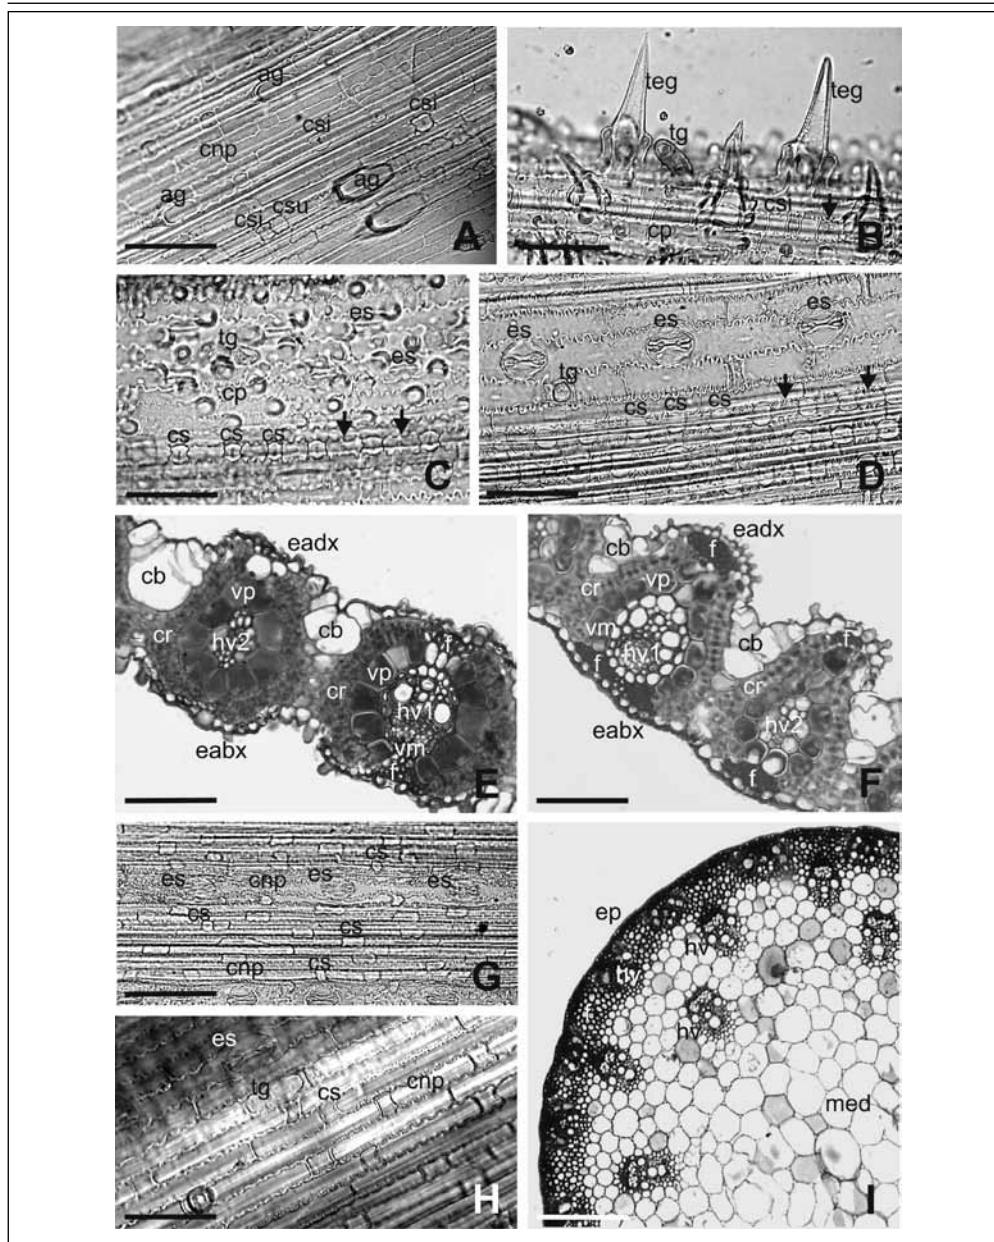 ag
csi
csi
cnp
ag
ag
csu
csi
A
teg
teg
tg
csi
cp
B
es
tg
es
cp
cs
cs
cs
C
es
es
es
tg
cs
cs
cs
D
eadx
cb
vp
cb
cr
hv2
vp
f
cr
hv1
vm
eabx
f
E
eadx
cb
f
cr
vp
vm
cb
f
hv1
f
cr
eabx
hv2
f
F
cs
es
cnp
es
es
cs
cs
cnp
cs
G
es
tg
cs
cnp
H
ep
hv
hv
hv
med
I